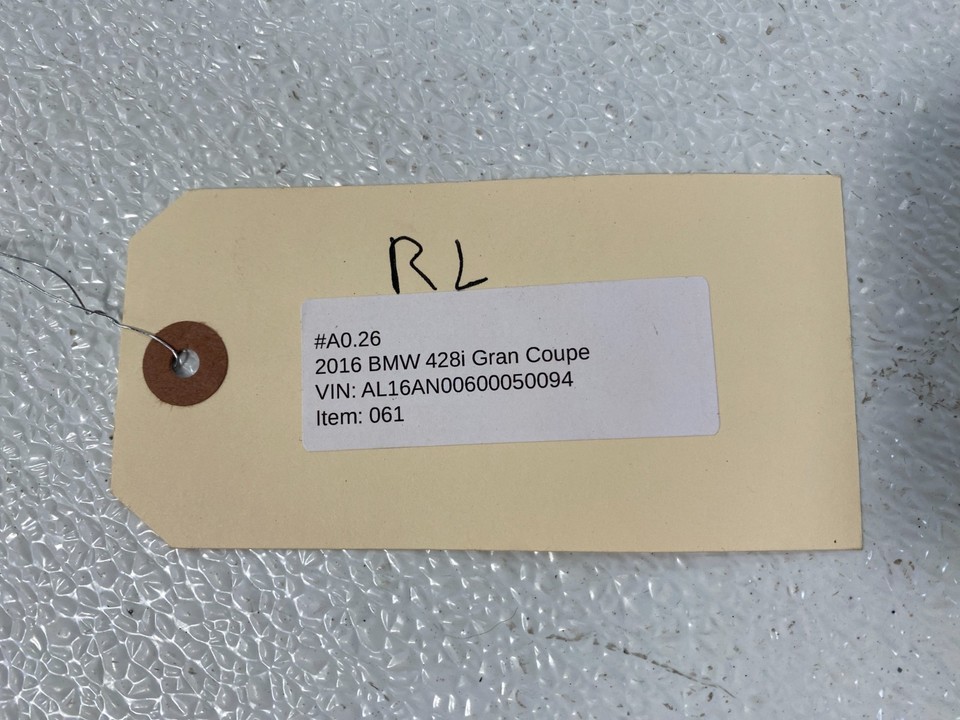 RL
#A0.26
2016 BMW 428i Gran Coupe
VIN: AL16AN00600050094
Item: 061